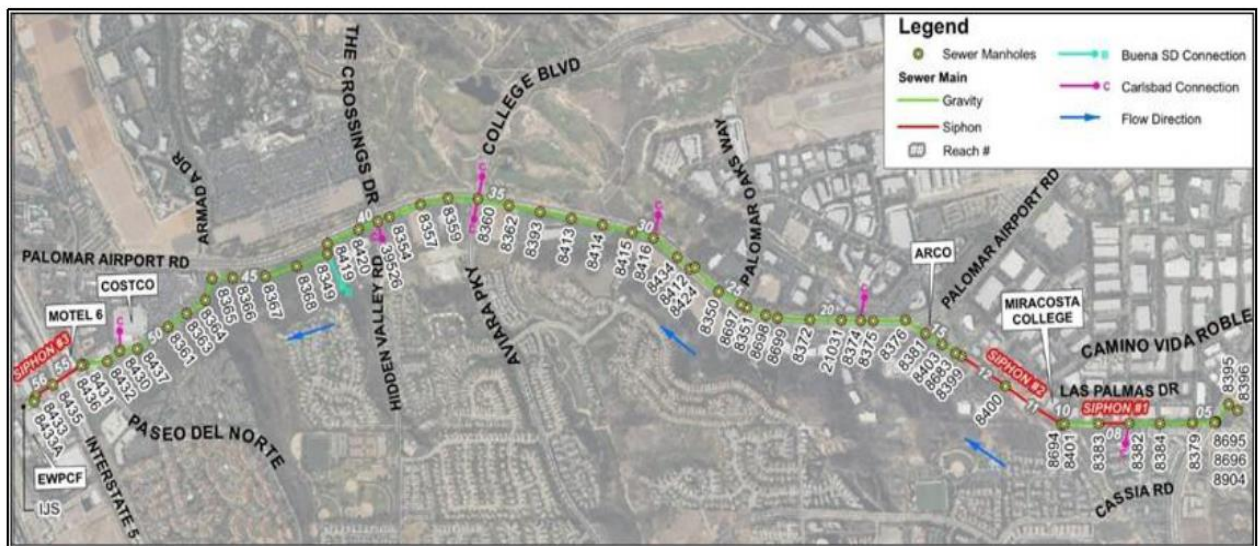 Legend
Sewer Manholes
Sewer Main
Gravity
Siphon
## Reach #
B Buena SD Connection
C Carlsbad Connection
Flow Direction
THE CROSSINGS DR
COLLEGE BLVD
ARMADA DR
PALOMAR OAKS WAY
PALOMAR AIRPORT RD
PALOMAR AIRPORT RD
COSTCO
MOTEL 6
ARCO
MIRACOSTA COLLEGE
CAMINO VIDA ROBLE
LAS PALMAS DR
CASSIA RD
AVIARA PKY
HIDDEN VALLEY RD
PASEO DEL NORTE
INTERSTATE 5
EWPCF
IJS
SIPHON #3
SIPHON #2
SIPHON #1
56
55
50
45
40
35
30
25
20
15
12
11
10
08
05
C
C
C
C
8433A
8433
8435
8436
8431
8432
8430
8437
8361
8363
8364
8365
8366
8367
8368
8349
8419
8420
39526
8354
8357
8359
8360
8362
8393
8413
8414
8415
8416
8434
8412
8424
8350
8697
8351
8698
8699
8372
21031
8374
8375
8376
8381
8403
8683
8399
8400
8694
8401
8383
8382
8384
8379
8395
8396
8695
8696
8904